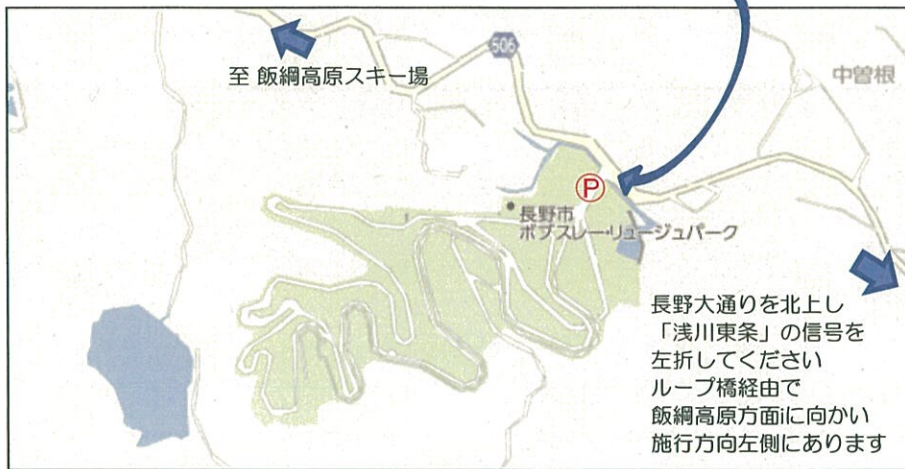 506
至 飯綱高原スキー場
中曽根
P
長野市
ボブスレー・リュージュパーク
長野大通りを北上し
「浅川東条」の信号を
左折してください
ループ橋経由で
飯綱高原方面iに向かい
施行方向左側にあります